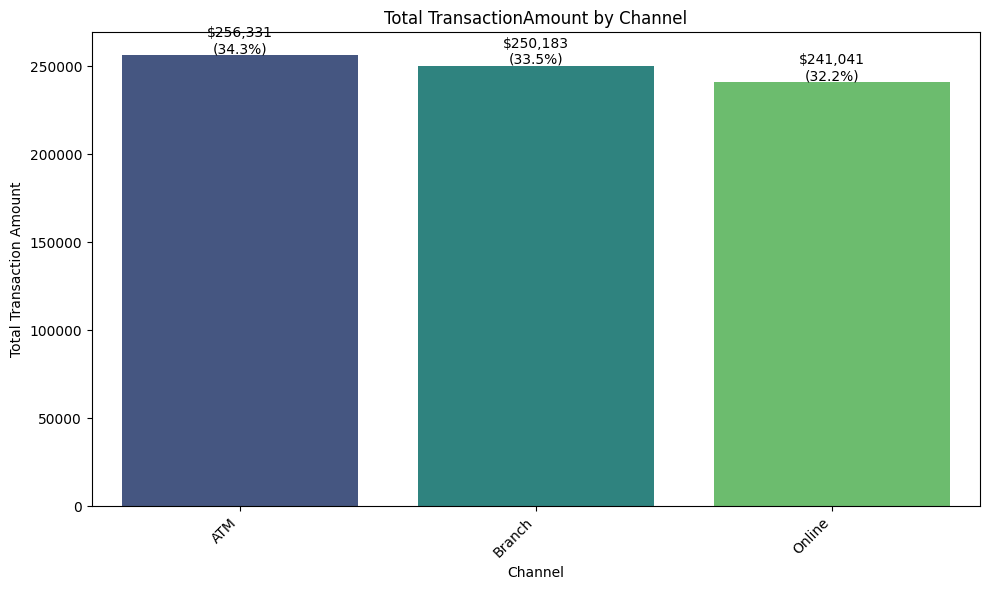 Total TransactionAmount by Channel
$256,331
(34.3%)
$250,183
(33.5%)
$241,041
(32.2%)
Total Transaction Amount
250000
200000
150000
100000
50000
0
ATM
Branch
Online
Channel